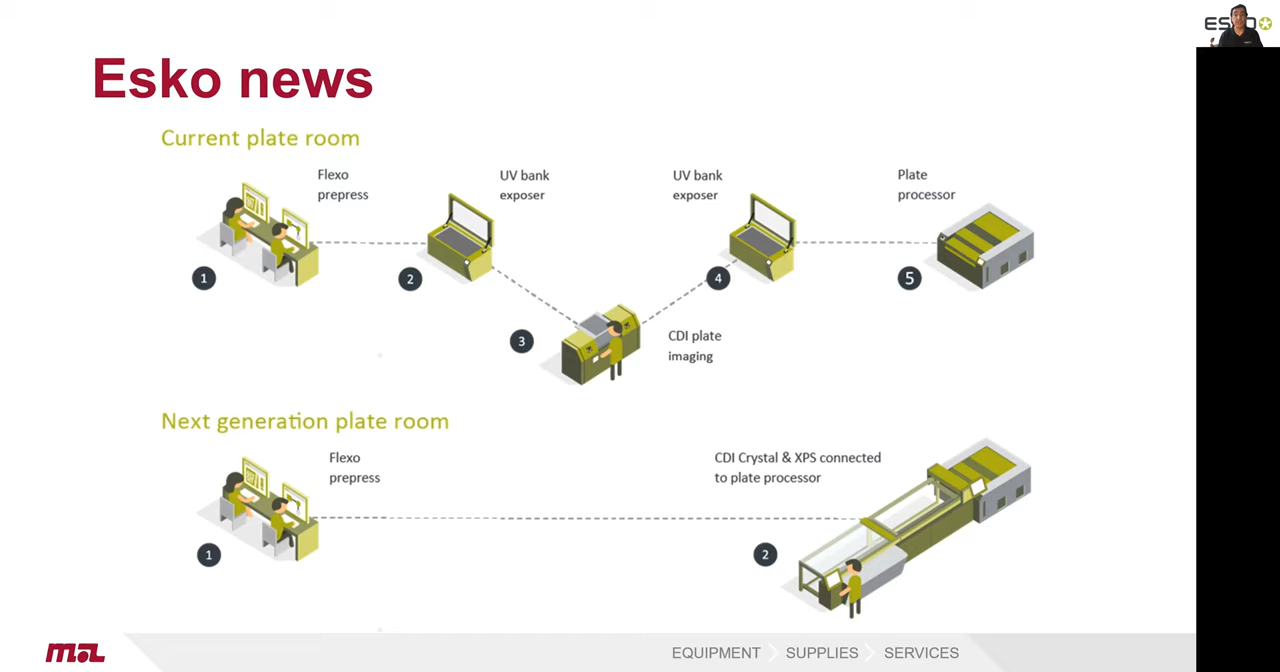 Esko news
Current plate room
Flexo
prepress
UV bank
exposer
UV bank
exposer
Plate
processor
1
2
4
5
3
CDI plate
imaging
Next generation plate room
Flexo
prepress
CDI Crystal & XPS connected
to plate processor
1
2
EQUIPMENT
SUPPLIES
SERVICES